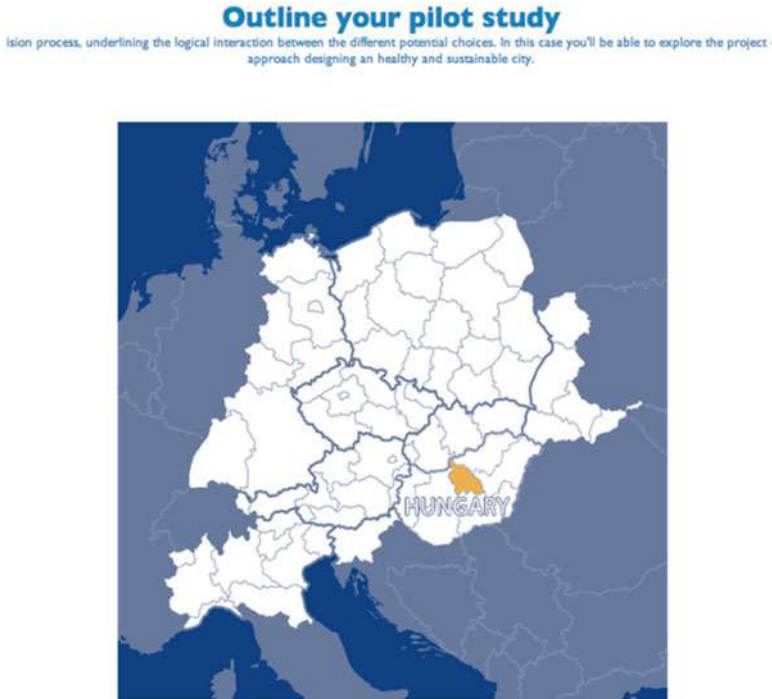 Outline your pilot study
ision process, underlining the logical interaction between the different potential choices. In this case you'll be able to explore the project
approach designing an healthy and sustainable city.
HUNGARY